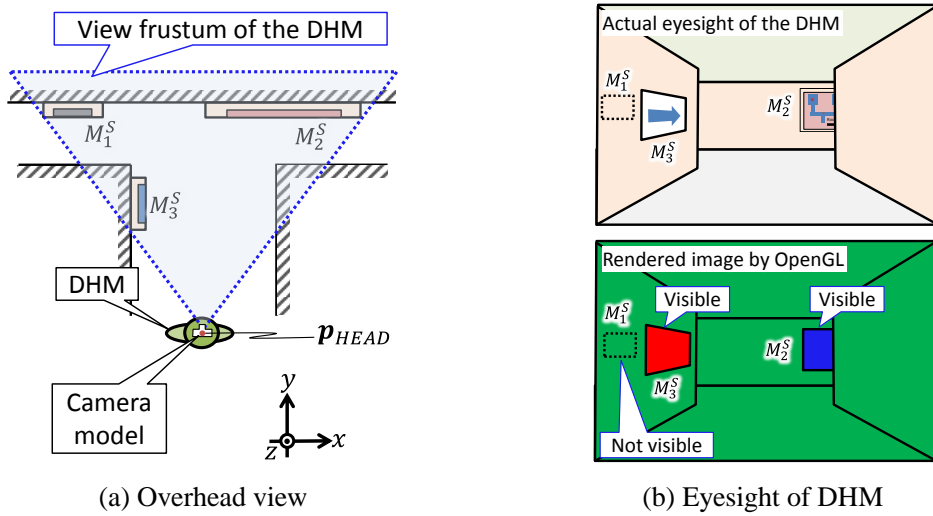 View frustum of the DHM
M_1^S
M_2^S
M_3^S
DHM
p_HEAD
Camera
model
y
z
x
(a) Overhead view
Actual eyesight of the DHM
M_1^S
M_2^S
M_3^S
Rendered image by OpenGL
Visible
Visible
M_1^S
M_2^S
M_3^S
Not visible
(b) Eyesight of DHM